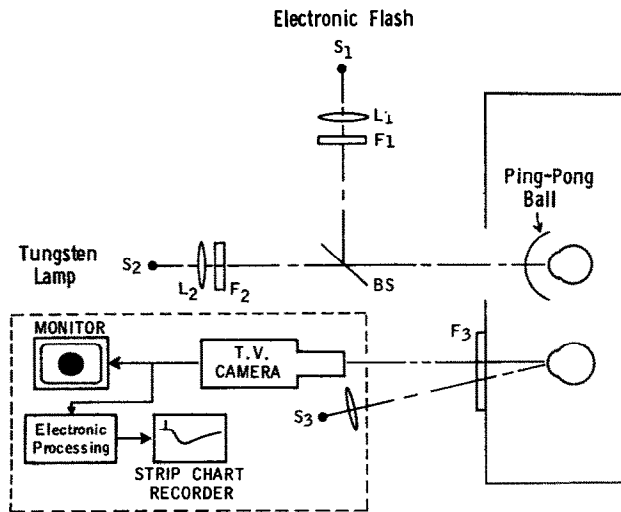 Electronic Flash
S1
L1
F1
Ping-Pong
Ball
Tungsten
Lamp
S2
L2
F2
BS
MONITOR
T.V.
CAMERA
F3
S3
Electronic
Processing
STRIP CHART
RECORDER